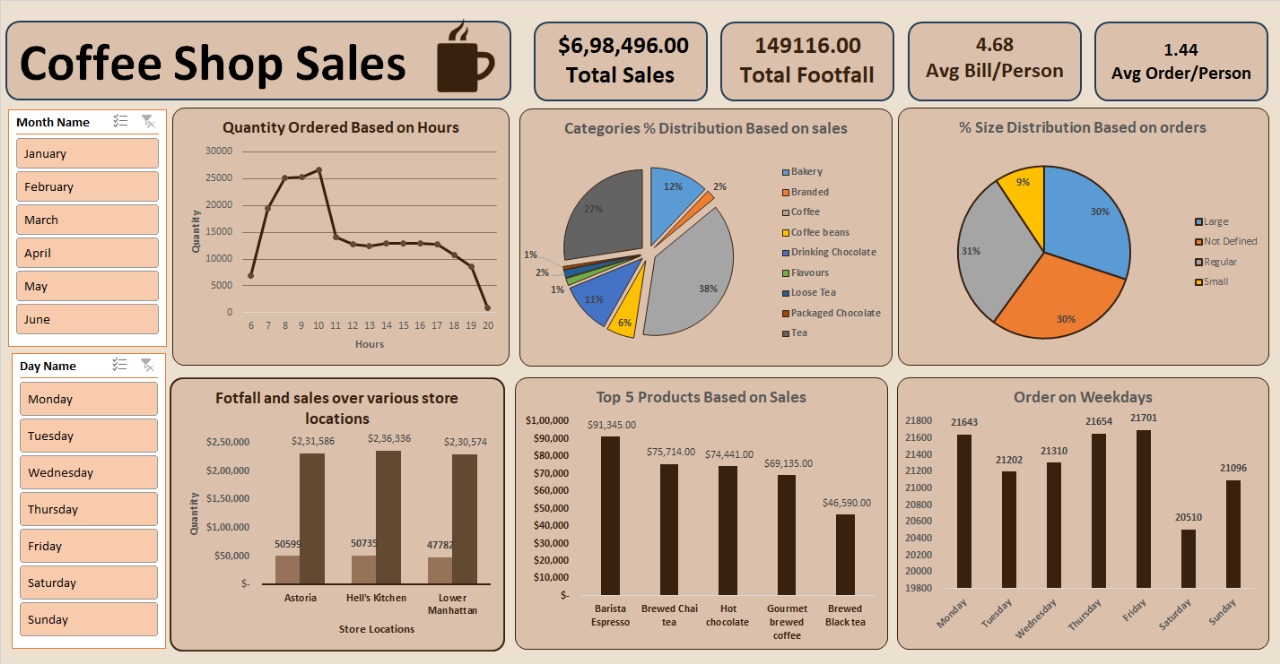 Coffee Shop Sales
$6,98,496.00
Total Sales
149116.00
Total Footfall
4.68
Avg Bill/Person
1.44
Avg Order/Person
Month Name
January
February
March
April
May
June
Day Name
Monday
Tuesday
Wednesday
Thursday
Friday
Saturday
Sunday
Quantity Ordered Based on Hours
30000
25000
20000
15000
10000
5000
0
Quantity
6 7 8 9 10 11 12 13 14 15 16 17 18 19 20
Hours
Categories % Distribution Based on sales
12%
2%
38%
6%
11%
1%
2%
1%
27%
Bakery
Branded
Coffee
Coffee beans
Drinking Chocolate
Flavours
Loose Tea
Packaged Chocolate
Tea
% Size Distribution Based on orders
30%
30%
31%
9%
Large
Not Defined
Regular
Small
Fotfall and sales over various store
locations
$2,50,000
$2,00,000
$1,50,000
$1,00,000
$50,000
$-
Quantity
$2,31,586 $2,36,336 $2,30,574
50599 50735 47782
Astoria Hell's Kitchen Lower
Manhattan
Store Locations
Top 5 Products Based on Sales
$1,00,000
$90,000
$80,000
$70,000
$60,000
$50,000
$40,000
$30,000
$20,000
$10,000
$-
$91,345.00
$75,714.00
$74,441.00
$69,135.00
$46,590.00
Barista
Espresso
Brewed Chai
tea
Hot
chocolate
Gourmet
brewed
coffee
Brewed
Black tea
Order on Weekdays
21800
21600
21400
21200
21000
20800
20600
20400
20200
20000
19800
21643
21202
21310
21654
21701
20510
21096
Monday
Tuesday
Wednesday
Thursday
Friday
Saturday
Sunday